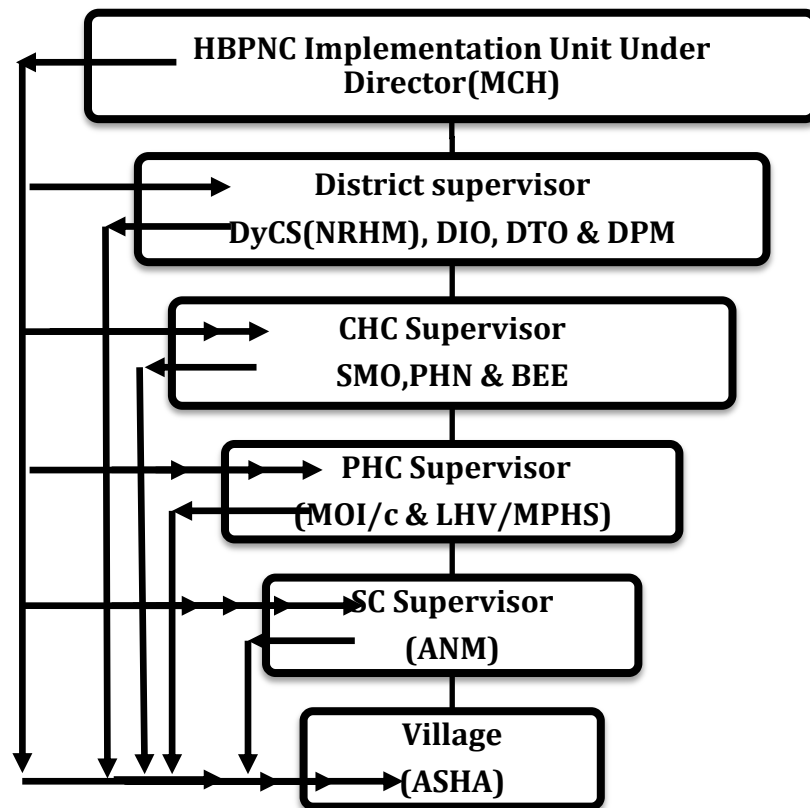 HBPNC Implementation Unit Under
Director(MCH)
District supervisor
DyCS(NRHM), DIO, DTO & DPM
CHC Supervisor
SMO,PHN & BEE
PHC Supervisor
(MOI/c & LHV/MPHS)
SC Supervisor
(ANM)
Village
(ASHA)